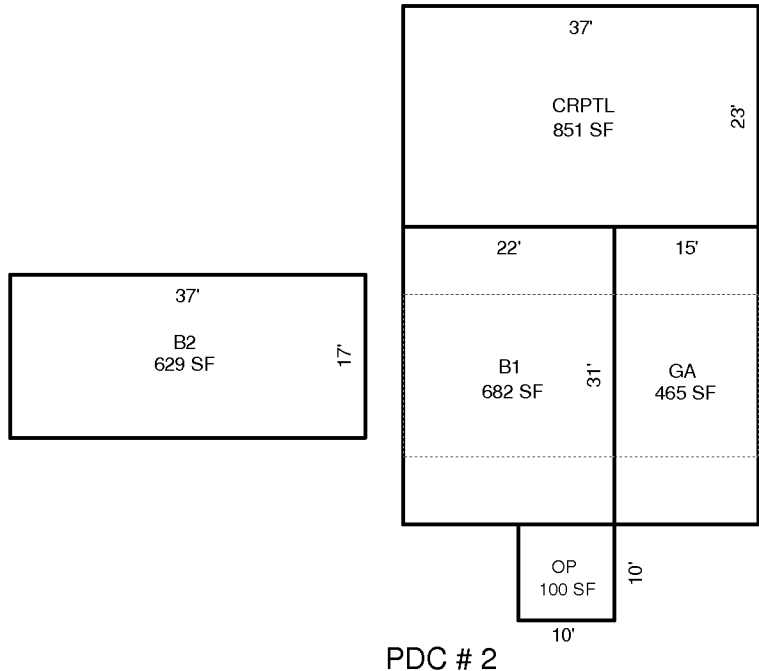 37'
CRPTL
851 SF
23'
22'
15'
37'
B2
629 SF
17'
B1
682 SF
31'
GA
465 SF
OP
100 SF
10'
10'
PDC # 2